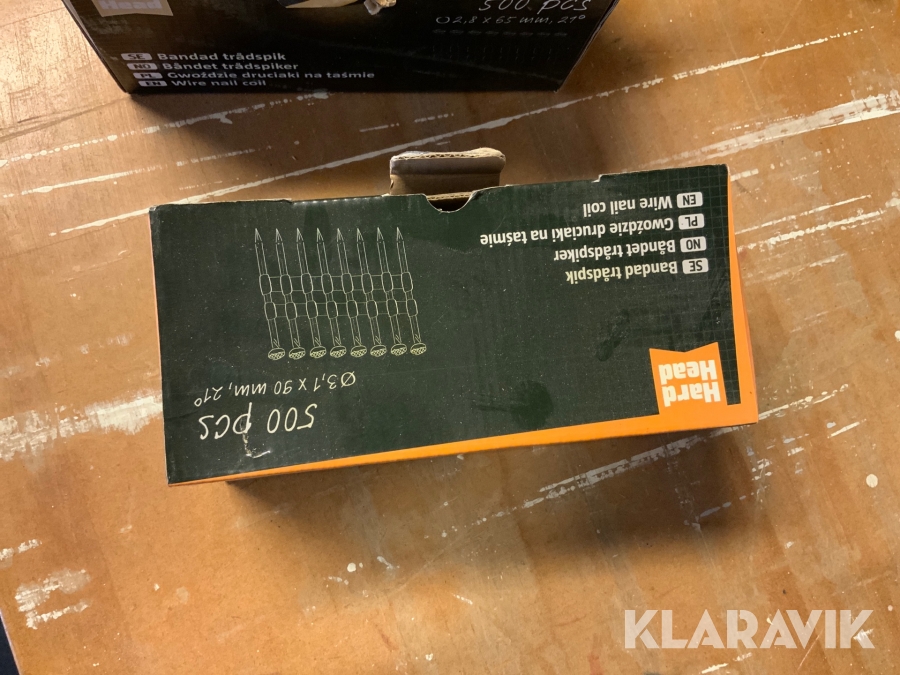 Head
500 pcs
Ø2,8 x 65 mm, 21°
SE Bandad trådspik
NO Båndet trådspiker
PL Gwoździe druciaki na taśmie
EN Wire nail coil
Hard
Head
500 pcs
Ø3,1 x 90 mm, 21°
SE Bandad trådspik
NO Båndet trådspiker
PL Gwoździe druciaki na taśmie
EN Wire nail coil
KLARAVIK